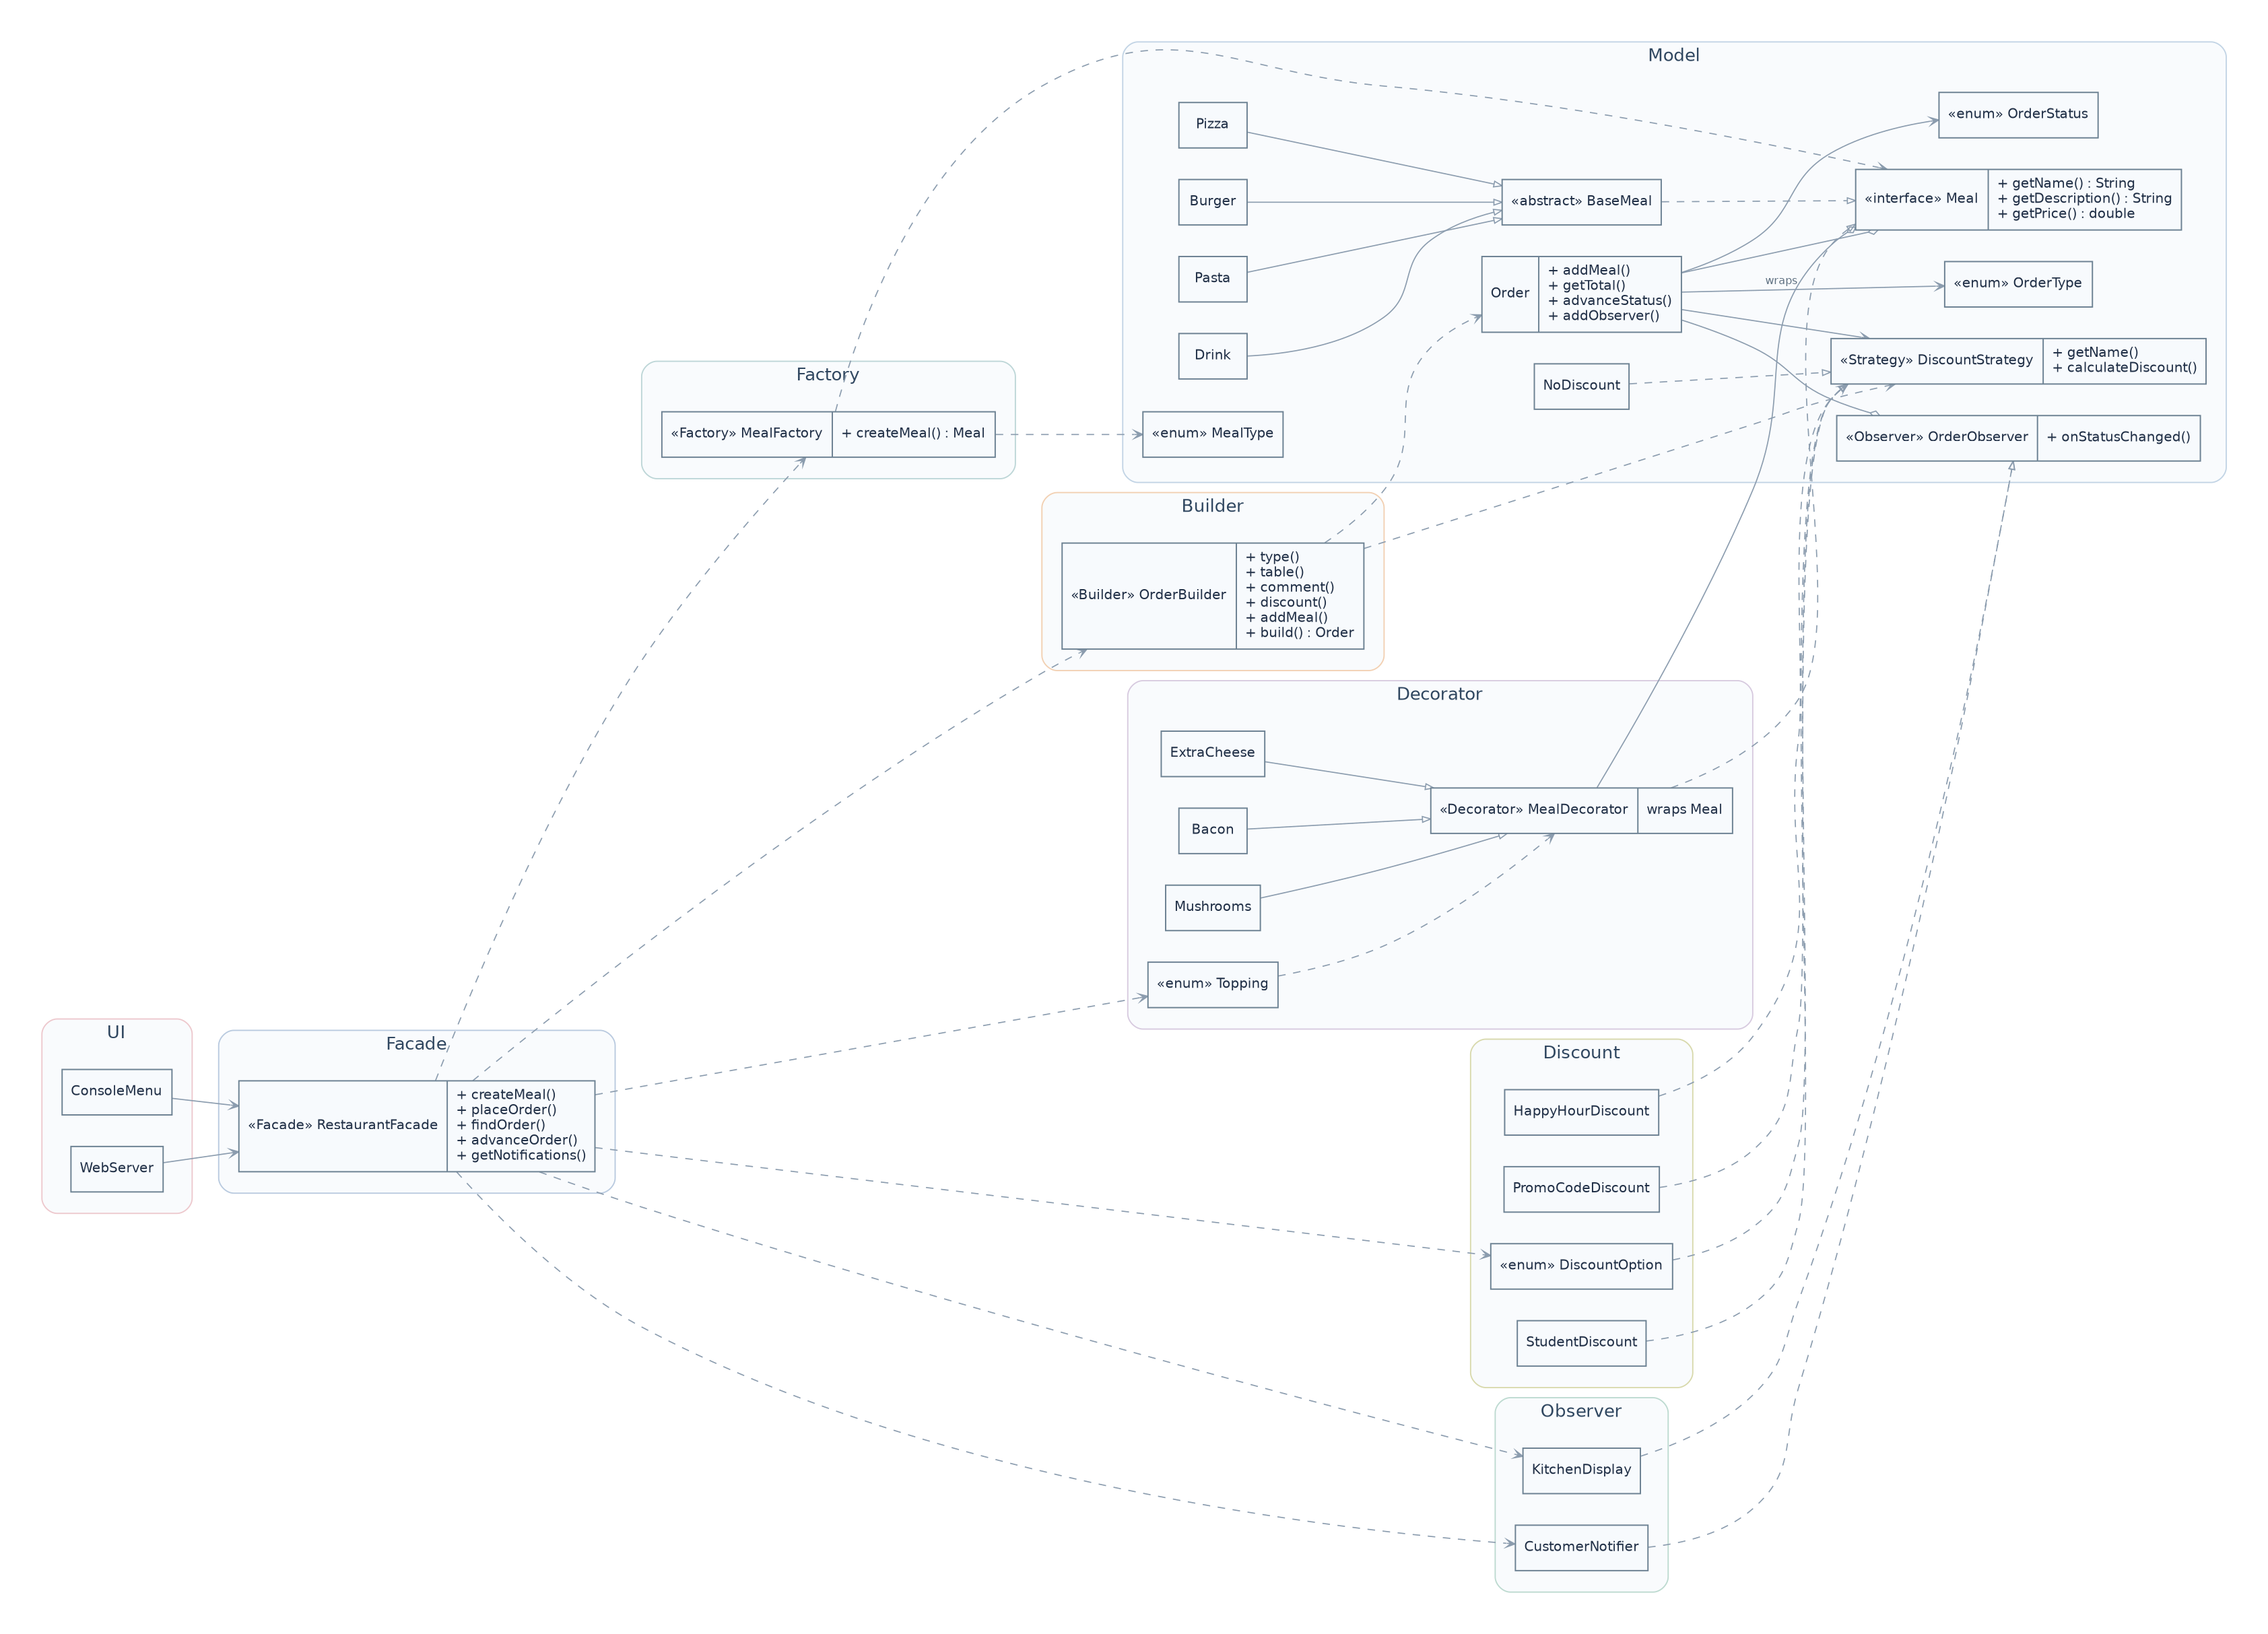 Model
Pizza
Burger
Pasta
Drink
«enum» MealType
«abstract» BaseMeal
Order
+ addMeal()
+ getTotal()
+ advanceStatus()
+ addObserver()
NoDiscount
wraps
«enum» OrderStatus
«interface» Meal
+ getName() : String
+ getDescription() : String
+ getPrice() : double
«enum» OrderType
«Strategy» DiscountStrategy
+ getName()
+ calculateDiscount()
«Observer» OrderObserver
+ onStatusChanged()
Factory
«Factory» MealFactory
+ createMeal() : Meal
Builder
«Builder» OrderBuilder
+ type()
+ table()
+ comment()
+ discount()
+ addMeal()
+ build() : Order
Decorator
ExtraCheese
Bacon
Mushrooms
«enum» Topping
«Decorator» MealDecorator
wraps Meal
UI
ConsoleMenu
WebServer
Facade
«Facade» RestaurantFacade
+ createMeal()
+ placeOrder()
+ findOrder()
+ advanceOrder()
+ getNotifications()
Discount
HappyHourDiscount
PromoCodeDiscount
«enum» DiscountOption
StudentDiscount
Observer
KitchenDisplay
CustomerNotifier